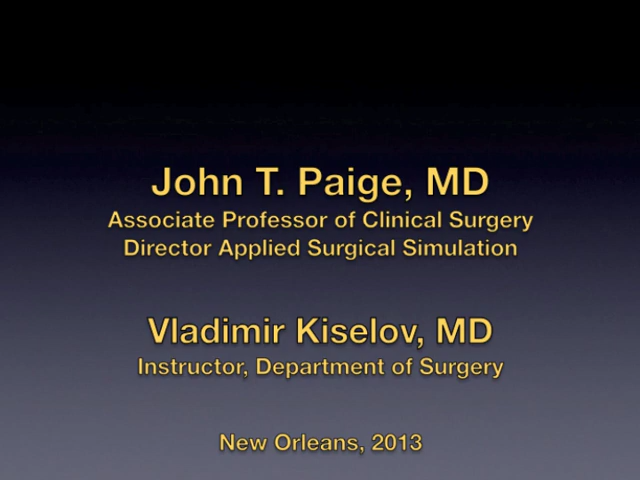 John T. Paige, MD
Associate Professor of Clinical Surgery
Director Applied Surgical Simulation
Vladimir Kiselov, MD
Instructor, Department of Surgery
New Orleans, 2013